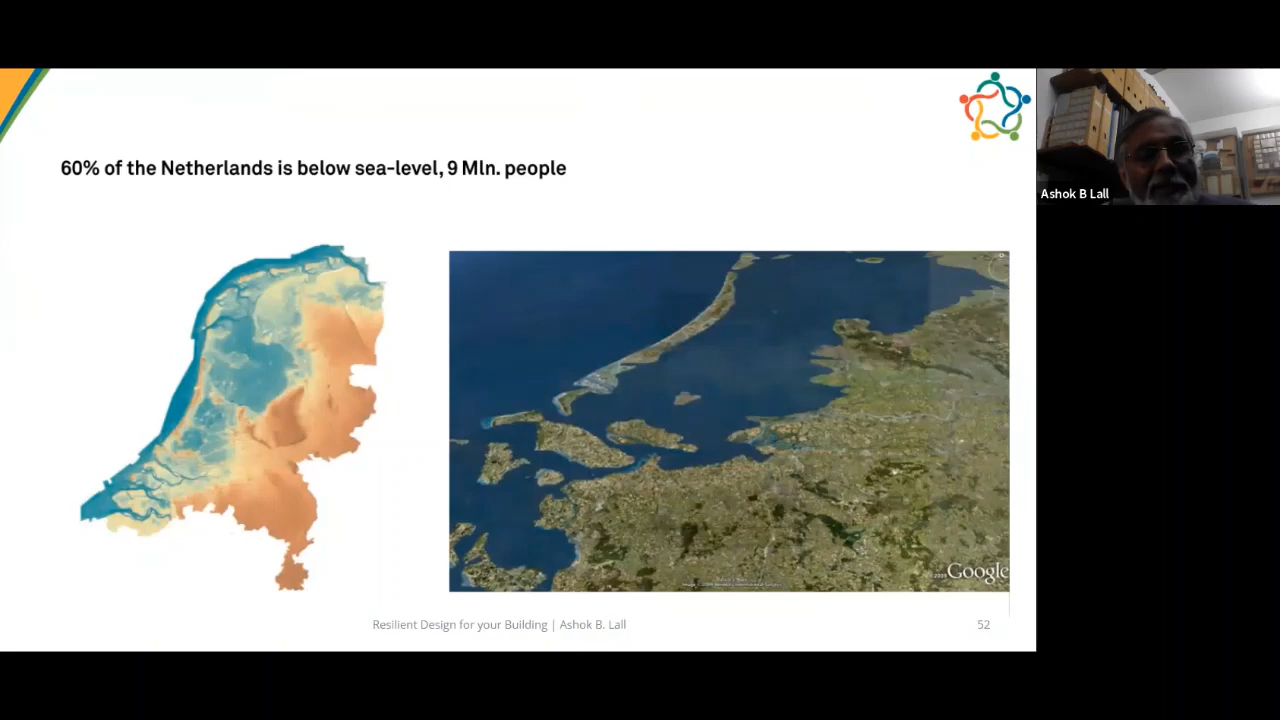 60% of the Netherlands is below sea-level, 9 Mln. people
Ashok B Lall
Google
Resilient Design for your Building | Ashok B. Lall
52